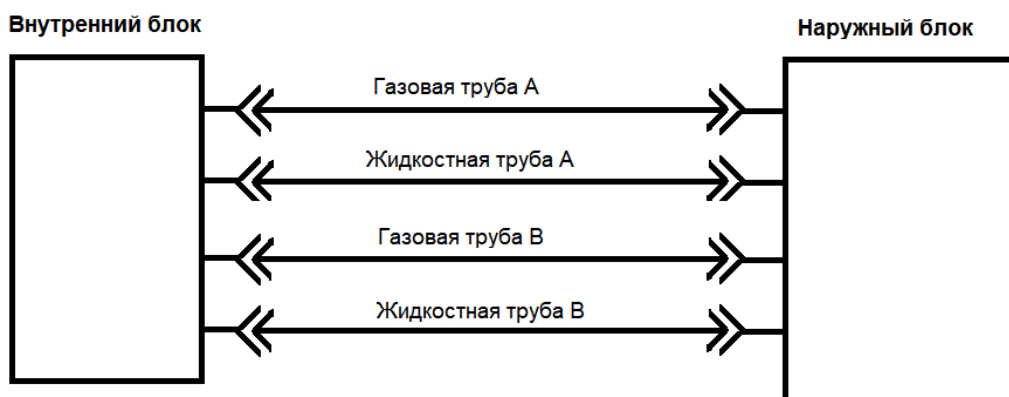 Внутренний блок
Наружный блок
Газовая труба А
Жидкостная труба А
Газовая труба В
Жидкостная труба В